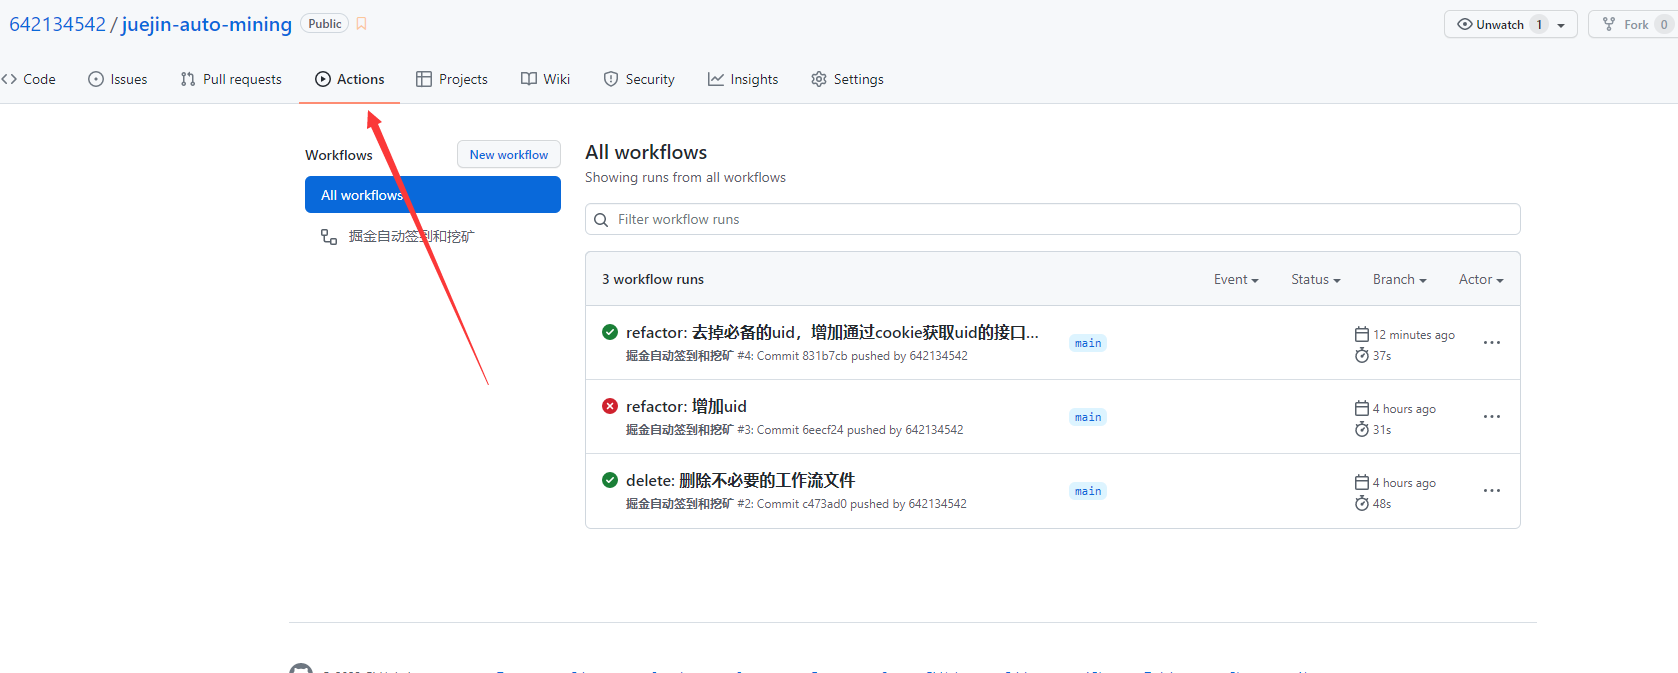 642134542 / juejin-auto-mining Public
Unwatch 1
Fork 0
Code Issues Pull requests Actions Projects Wiki Security Insights Settings
Workflows
New workflow
All workflows
掘金自动签到和挖矿
All workflows
Showing runs from all workflows
Filter workflow runs
3 workflow runs
Event Status Branch Actor
refactor: 去掉必备的uid，增加通过cookie获取uid的接口...
main
12 minutes ago
掘金自动签到和挖矿 #4: Commit 831b7cb pushed by 642134542
37s
refactor: 增加uid
main
4 hours ago
掘金自动签到和挖矿 #3: Commit 6eecf24 pushed by 642134542
31s
delete: 删除不必要的工作流文件
main
4 hours ago
掘金自动签到和挖矿 #2: Commit c473ad0 pushed by 642134542
48s